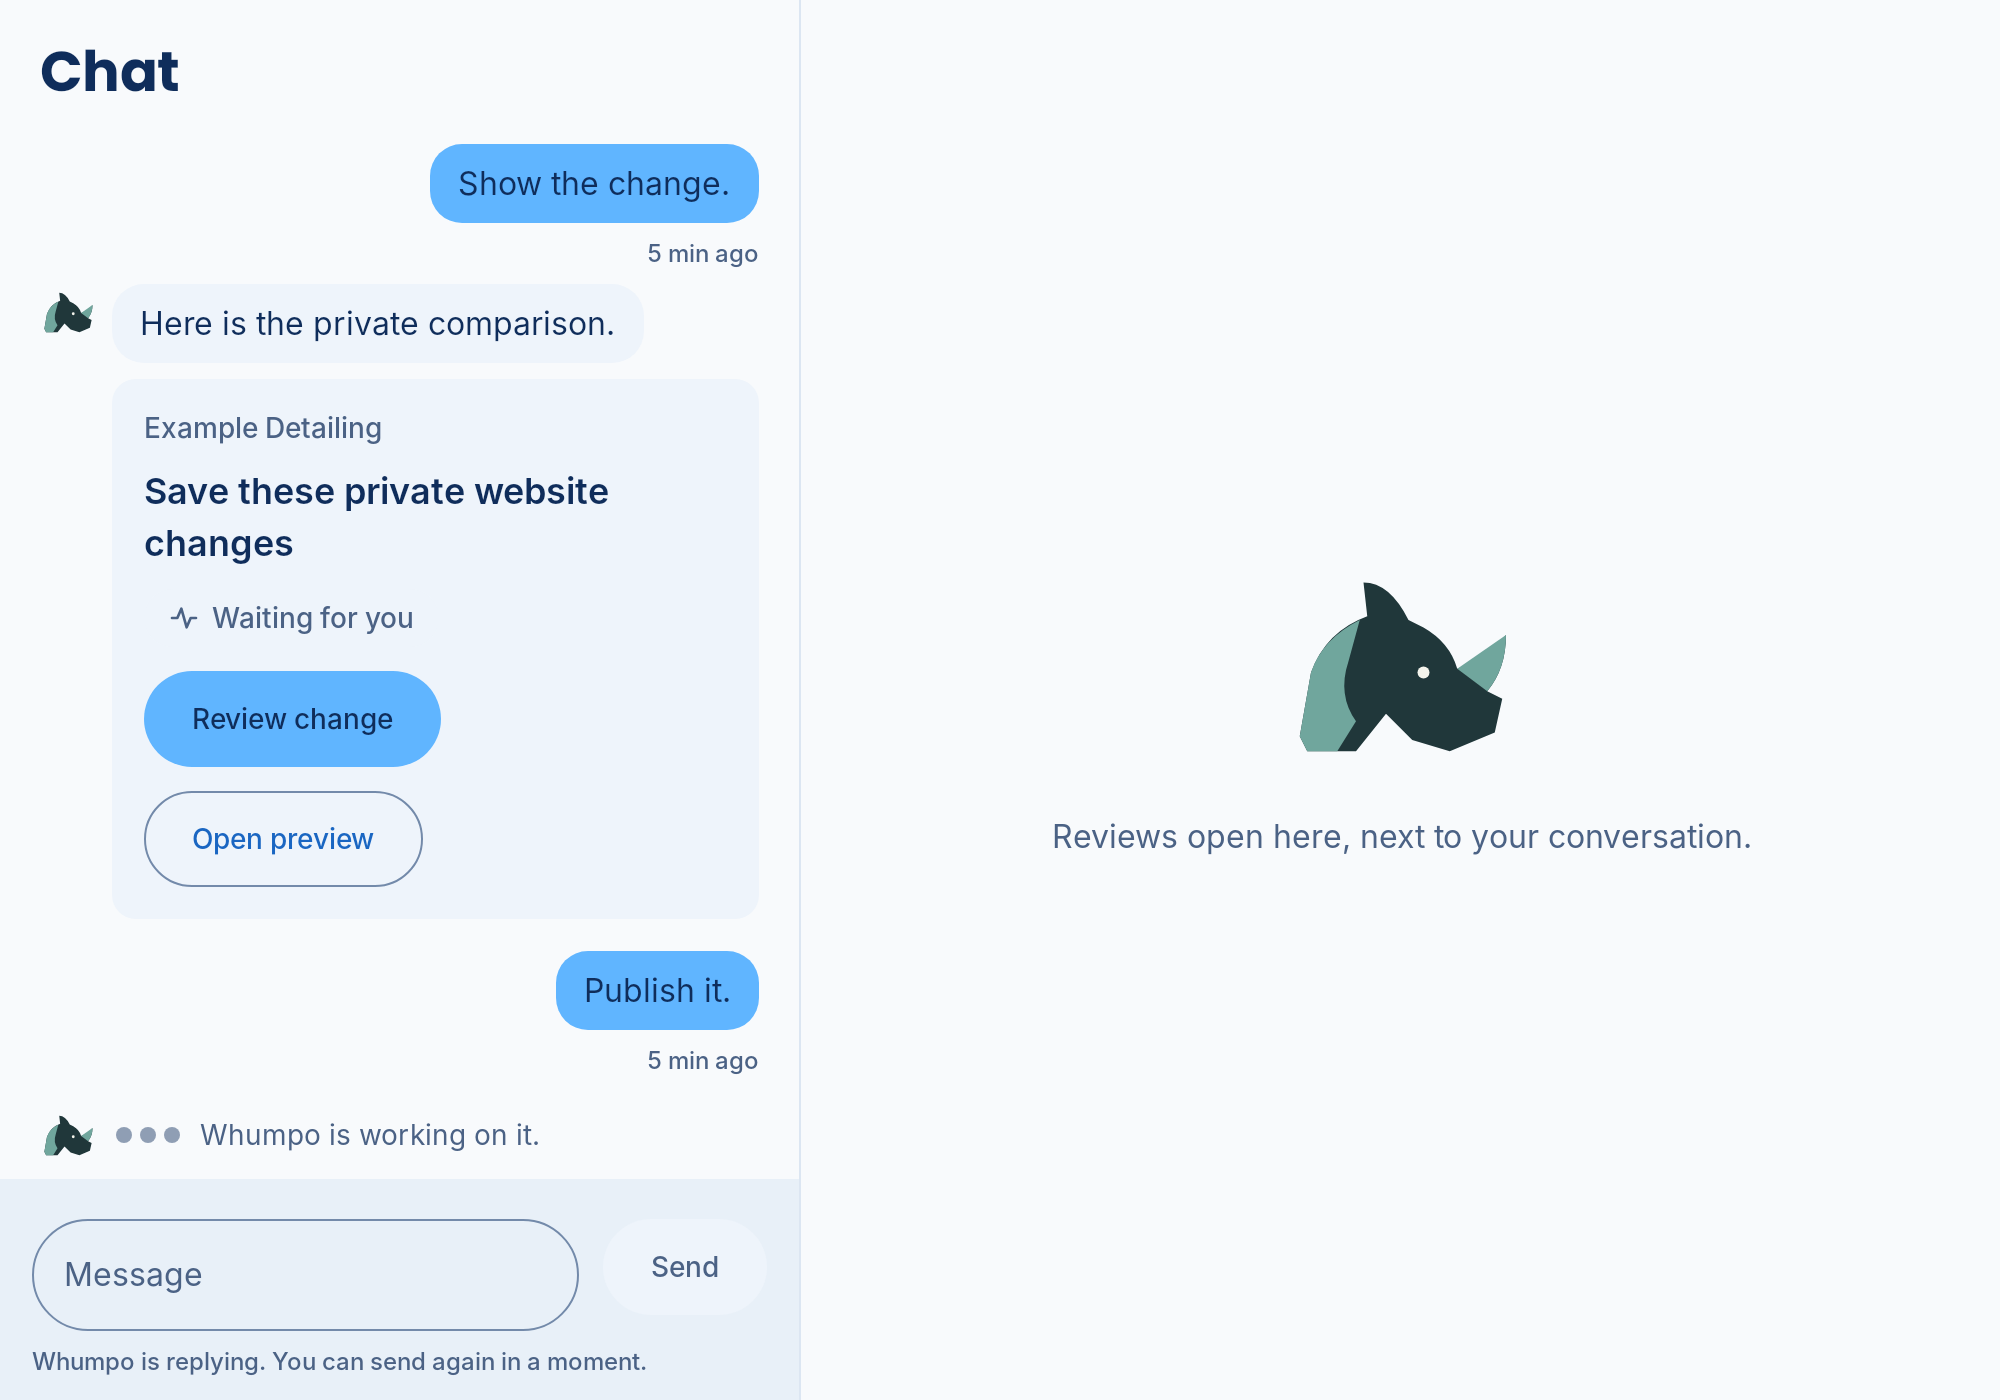 Chat
Show the change.
5 min ago
Here is the private comparison.
Example Detailing
Save these private website
changes
Waiting for you
Review change
Open preview
Publish it.
5 min ago
Whumpo is working on it.
Message
Send
Whumpo is replying. You can send again in a moment.
Reviews open here, next to your conversation.